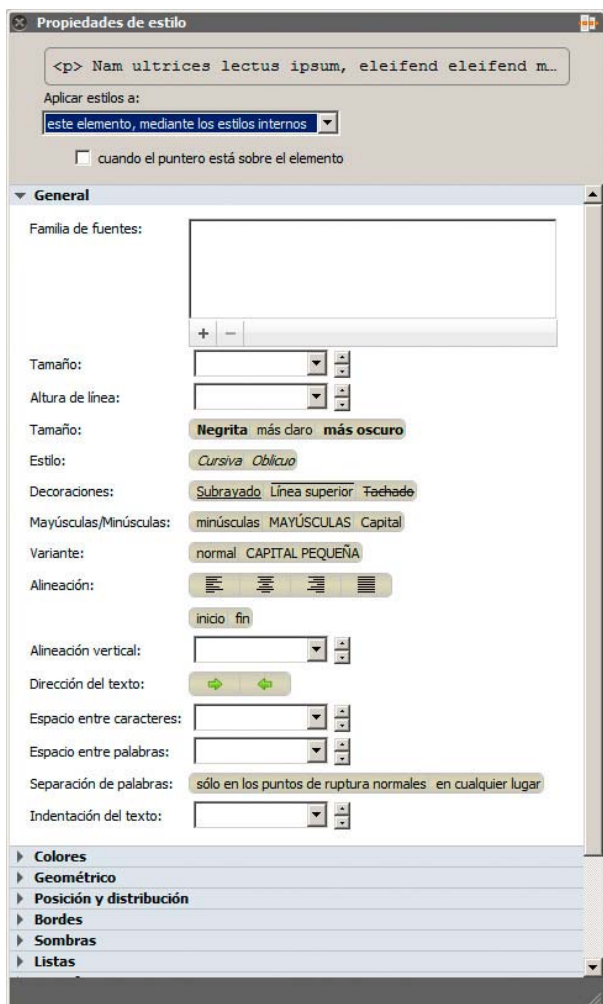 Propiedades de estilo
<p> Nam ultrices lectus ipsum, eleifend eleifend m…
Aplicar estilos a:
este elemento, mediante los estilos internos
cuando el puntero está sobre el elemento
General
Familia de fuentes:
+ −
Tamaño:
Altura de línea:
Tamaño: Negrita más claro más oscuro
Estilo: Cursiva Oblicuo
Decoraciones: Subrayado Línea superior Tachado
Mayúsculas/Minúsculas: minúsculas MAYÚSCULAS Capital
Variante: normal CAPITAL PEQUEÑA
Alineación:
inicio fin
Alineación vertical:
Dirección del texto:
Espacio entre caracteres:
Espacio entre palabras:
Separación de palabras: sólo en los puntos de ruptura normales en cualquier lugar
Indentación del texto:
Colores
Geométrico
Posición y distribución
Bordes
Sombras
Listas